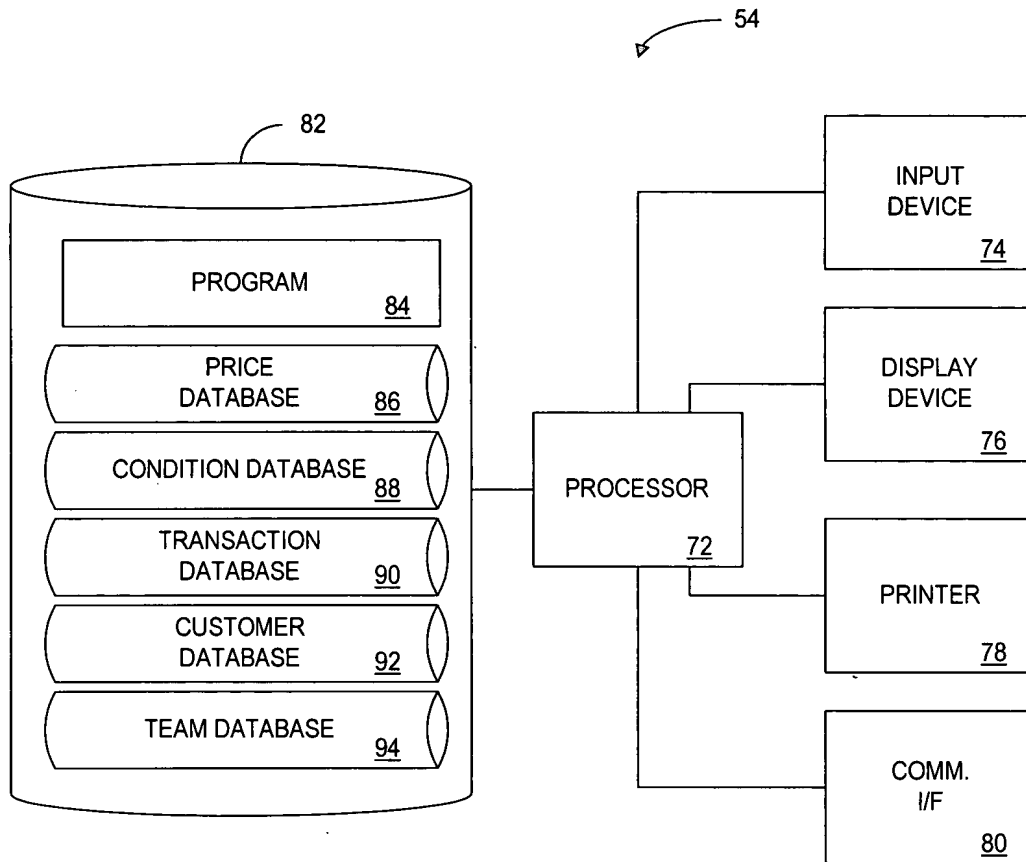 54
82
PROGRAM
84
PRICE
DATABASE
86
CONDITION DATABASE
88
TRANSACTION
DATABASE
90
CUSTOMER
DATABASE
92
TEAM DATABASE
94
PROCESSOR
72
INPUT
DEVICE
74
DISPLAY
DEVICE
76
PRINTER
78
COMM.
I/F
80